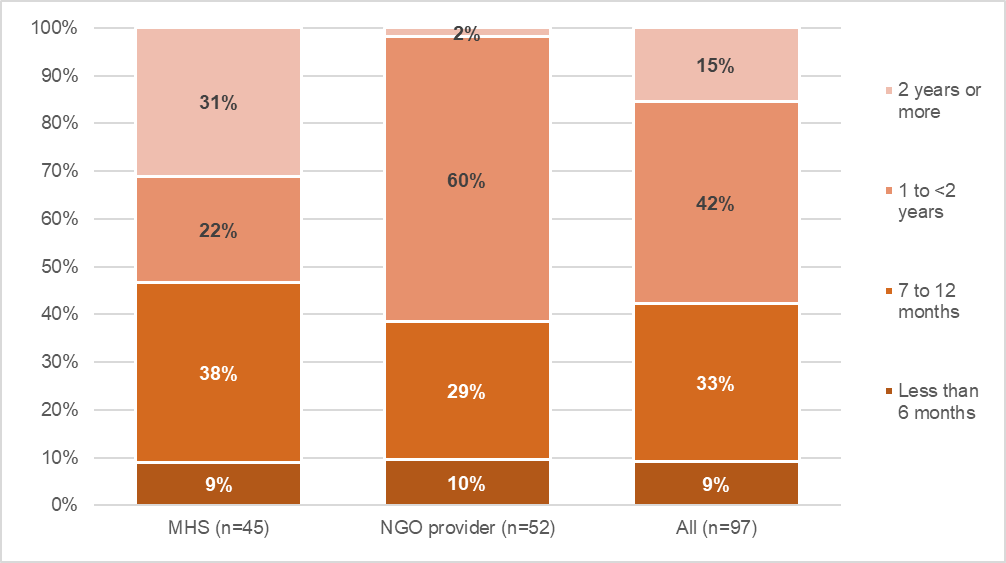 100%
90%
80%
70%
60%
50%
40%
30%
20%
10%
0%
31%
22%
38%
9%
2%
60%
29%
10%
15%
42%
33%
9%
MHS (n=45)
NGO provider (n=52)
All (n=97)
2 years or
more
1 to <2
years
7 to 12
months
Less than
6 months